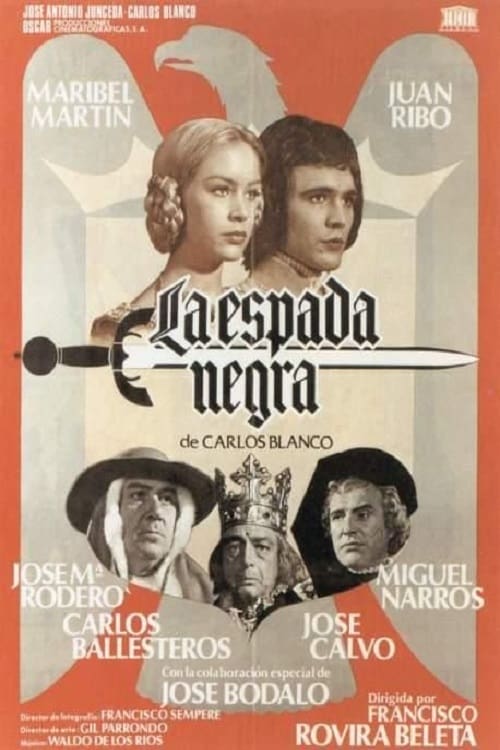 JOSE ANTONIO JUNCEDA-CARLOS BLANCO
OSCAR PRODUCCIONES
CINEMATOGRAFICAS, S.A.
MARIBEL
MARTIN
JUAN
RIBO
La espada
negra
de CARLOS BLANCO
JOSE Mª
RODERO
MIGUEL
NARROS
CARLOS
BALLESTEROS
JOSE
CALVO
Con la colaboración especial de
JOSE BODALO
Director de fotografía: FRANCISCO SEMPERE
Director de arte: GIL PARRONDO
Música: WALDO DE LOS RIOS
Dirigida por
FRANCISCO
ROVIRA BELETA